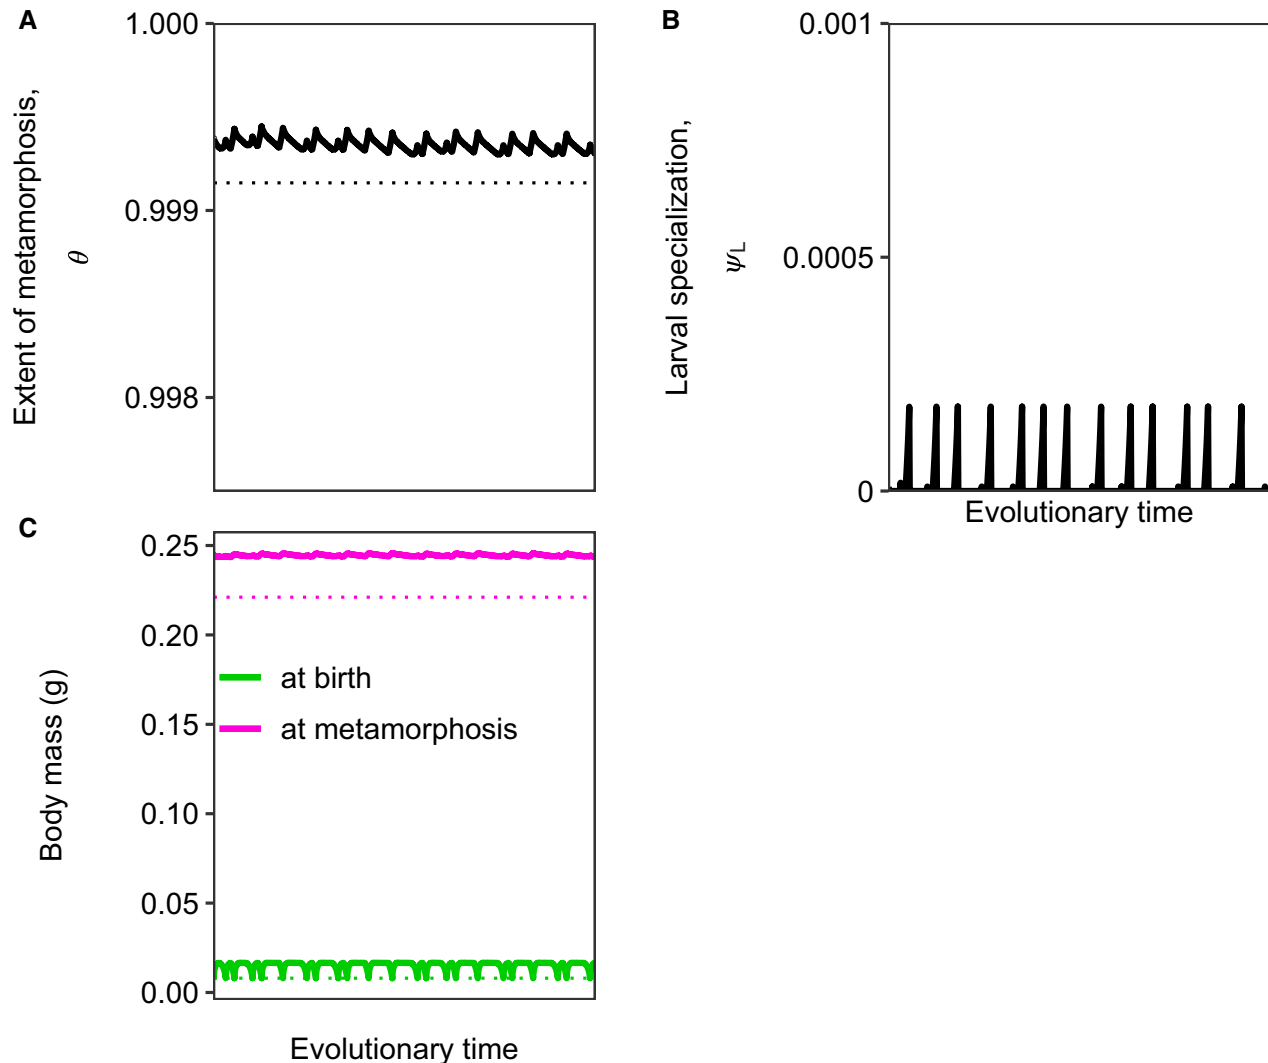 A
Extent of metamorphosis,
θ
1.000
0.999
0.998
B
Larval specialization,
ψL
0.001
0.0005
0
Evolutionary time
C
Body mass (g)
0.25
0.20
0.15
0.10
0.05
0.00
at birth
at metamorphosis
Evolutionary time